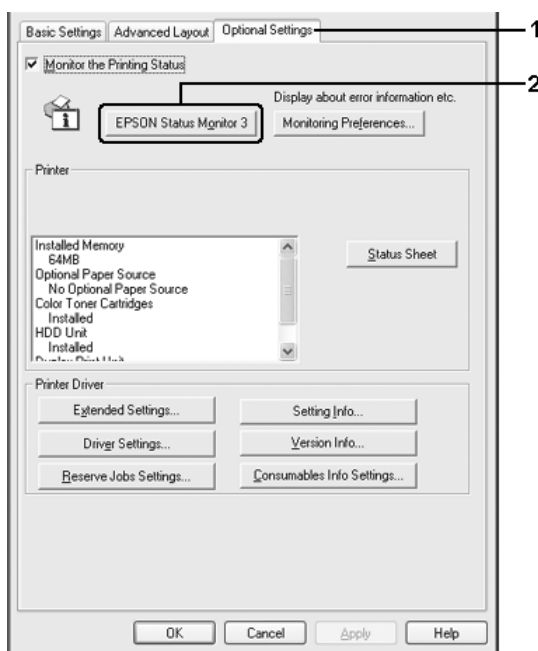 Basic Settings Advanced Layout Optional Settings 1
Monitor the Printing Status
2
Display about error information etc.
EPSON Status Monitor 3 Monitoring Preferences...
Printer
Installed Memory
64MB
Optional Paper Source
No Optional Paper Source
Color Toner Cartridges
Installed
HDD Unit
Installed
Duplex Print Unit
Status Sheet
Printer Driver
Extended Settings... Setting Info...
Driver Settings... Version Info...
Reserve Jobs Settings... Consumables Info Settings...
OK Cancel Apply Help